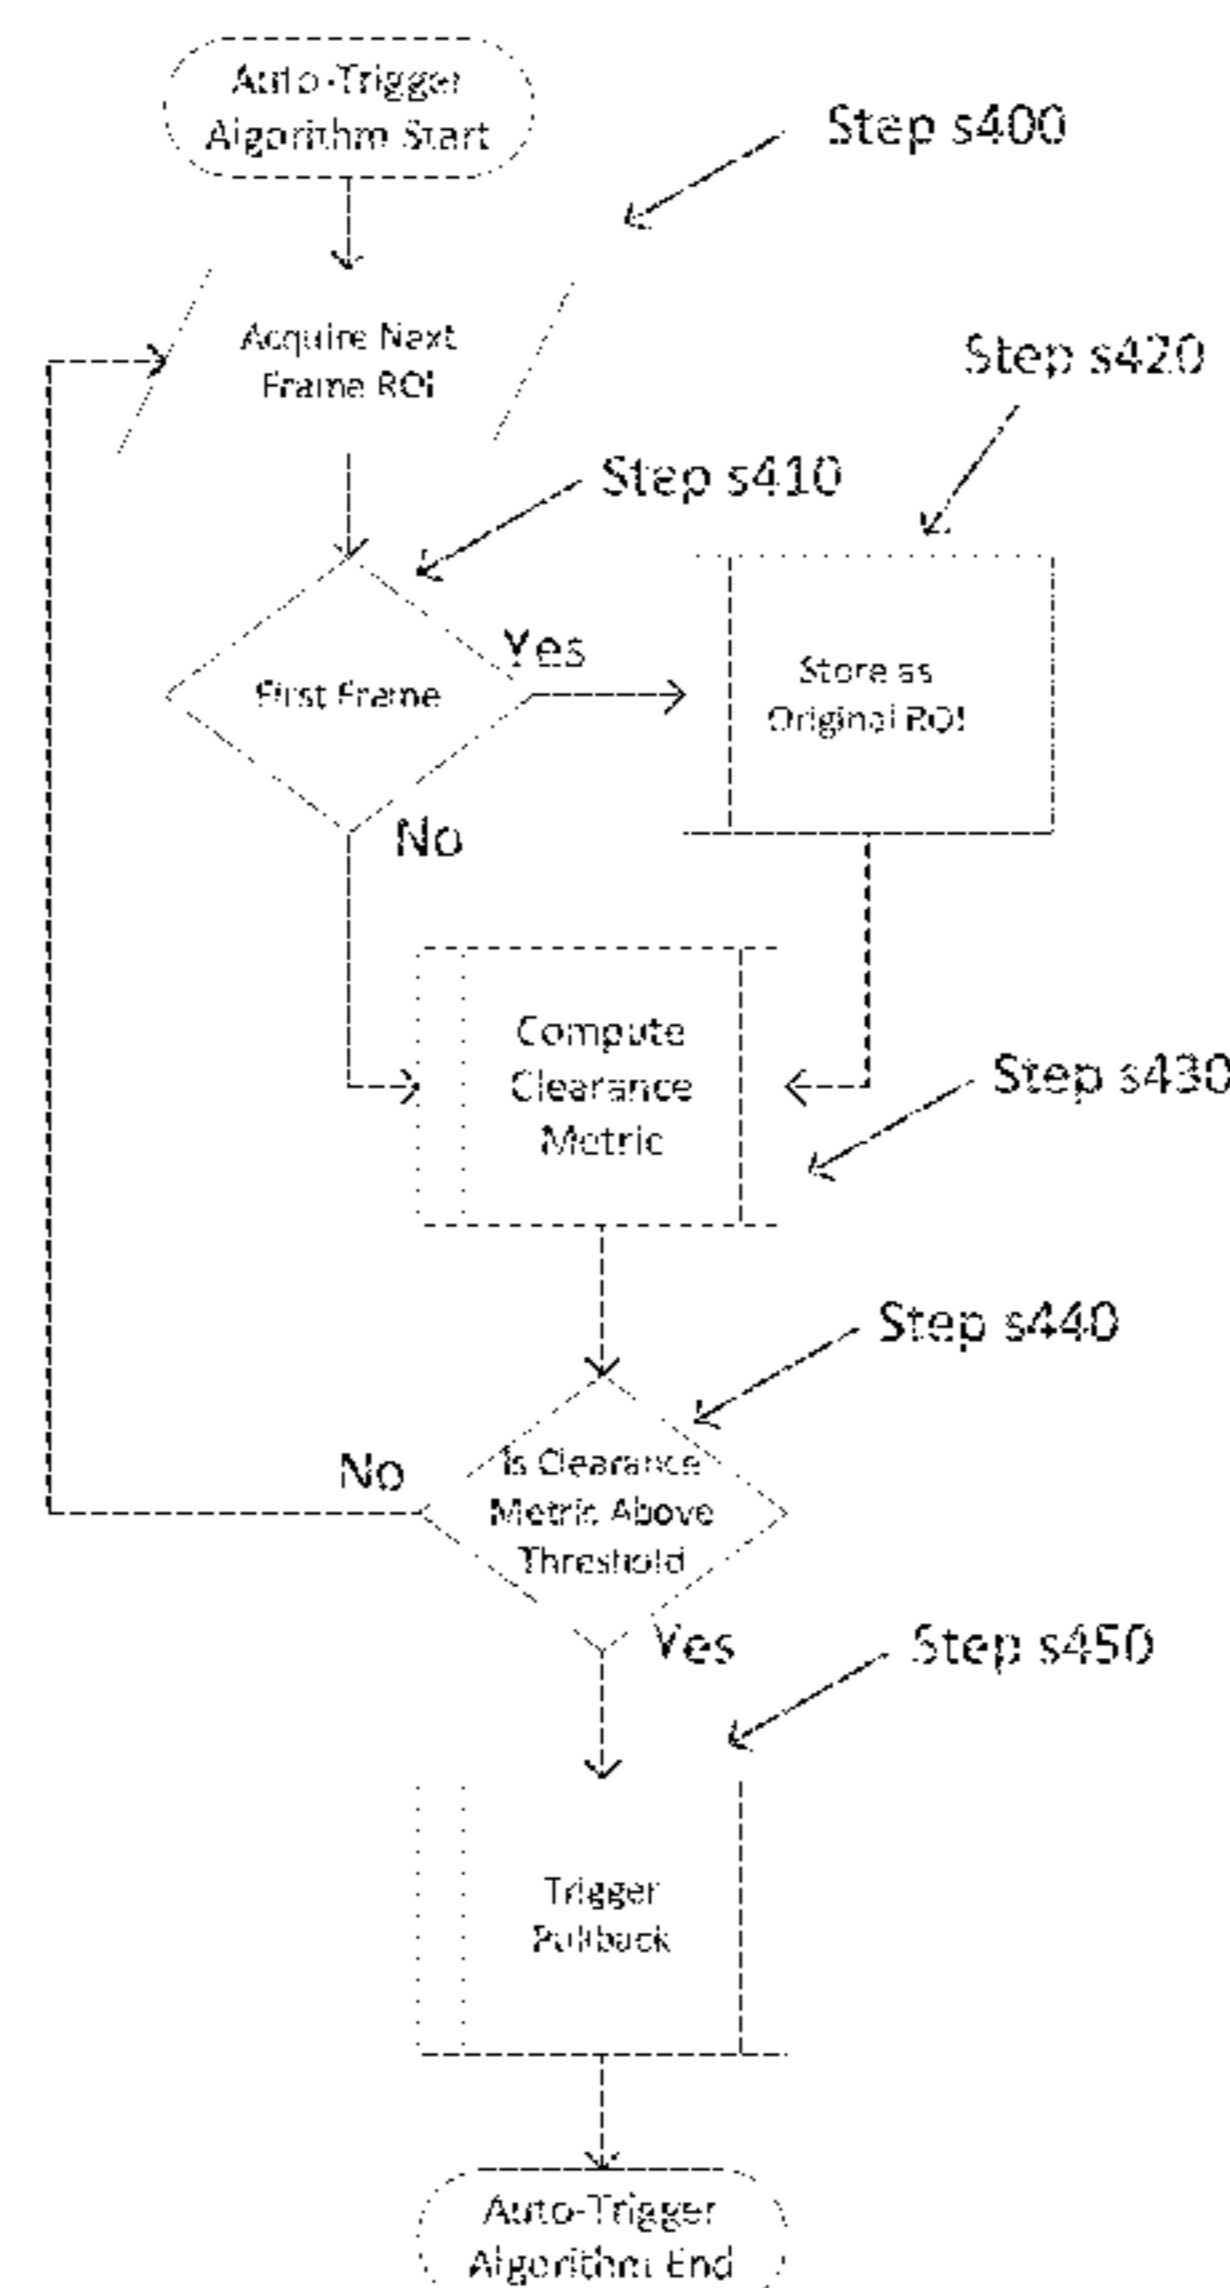 Auto-Trigger
Algorithm Start
Step s400
Acquire Next
Frame ROI
Step s420
Step s410
Yes
First Frame
Store as
Original ROI
No
Compute
Clearance
Metric
Step s430
Step s440
No
Is Clearance
Metric Above
Threshold
Yes
Step s450
Trigger
Pullback
Auto-Trigger
Algorithm End